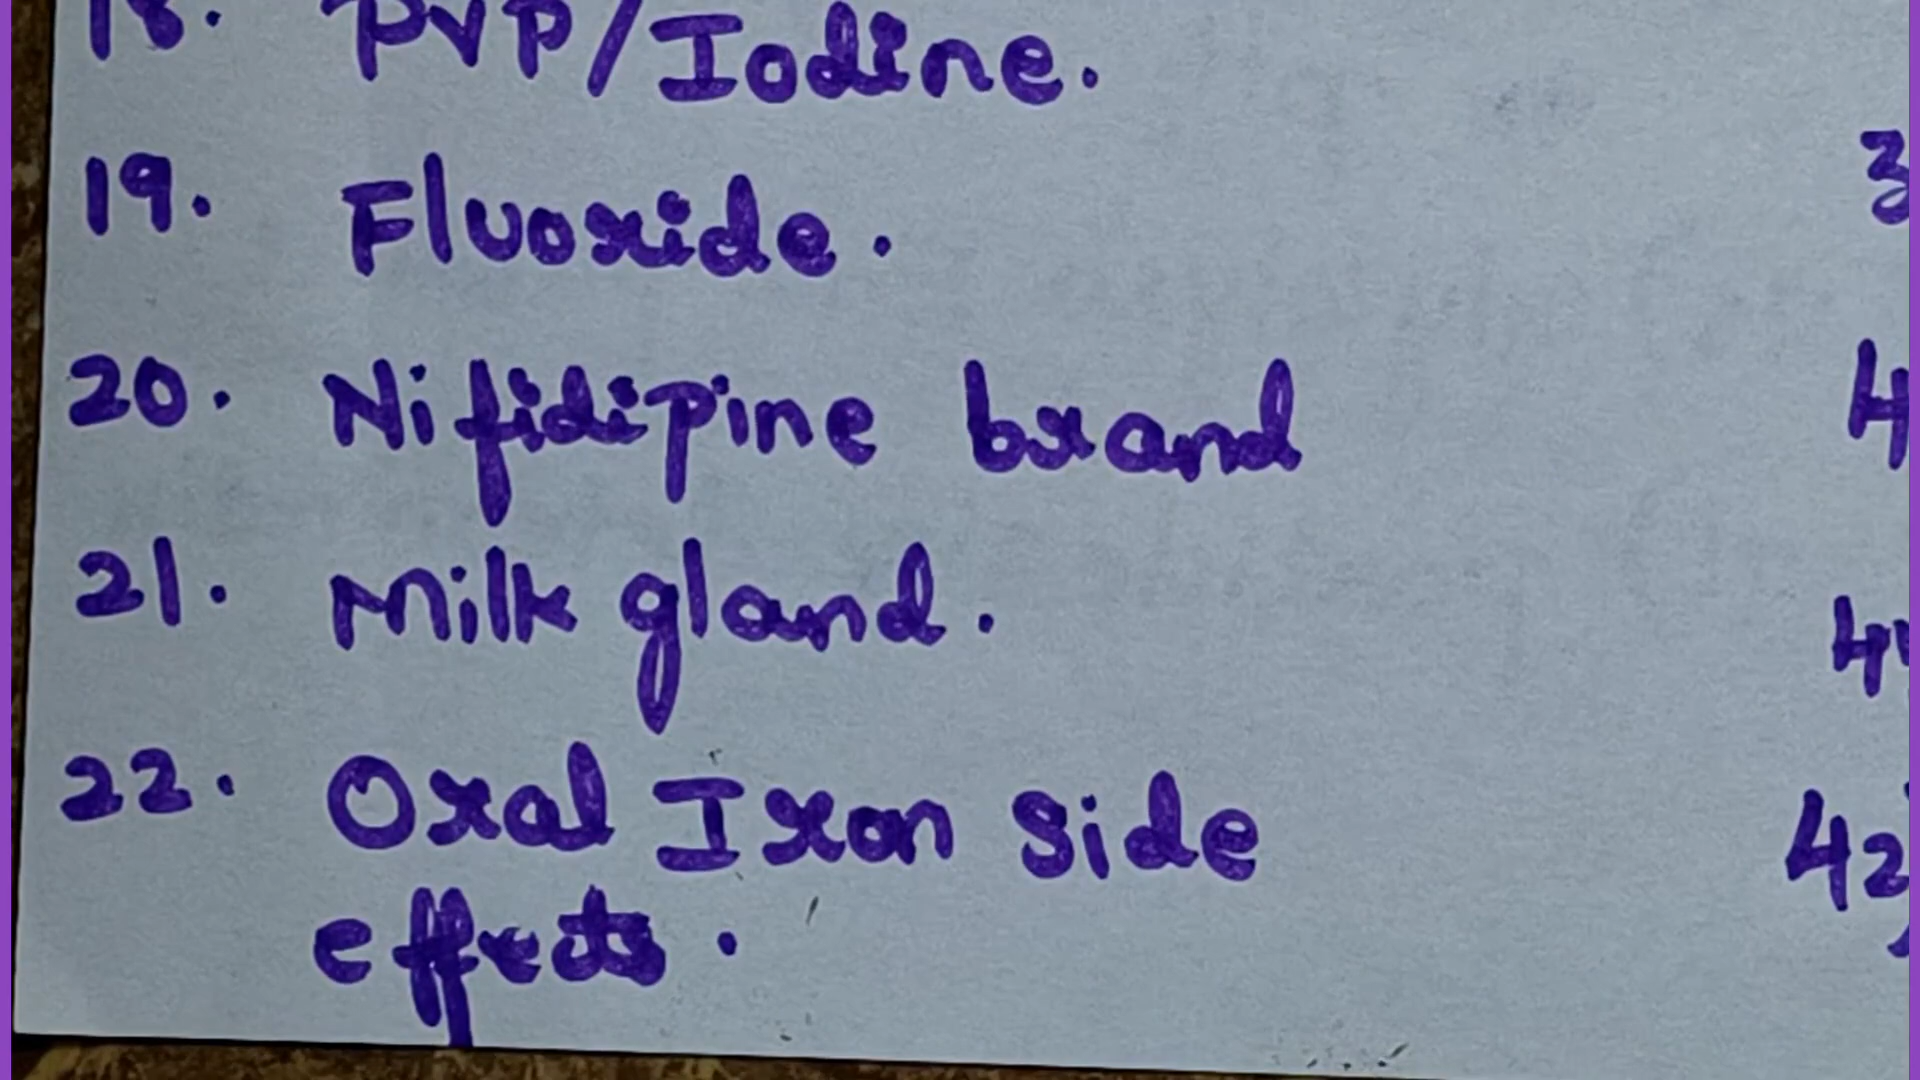 18. PVP/Iodine.
19. Fluoride.
20. Nifidipine brand
21. Milk gland.
22. Oral Iron side
effects.
3
4
4
42